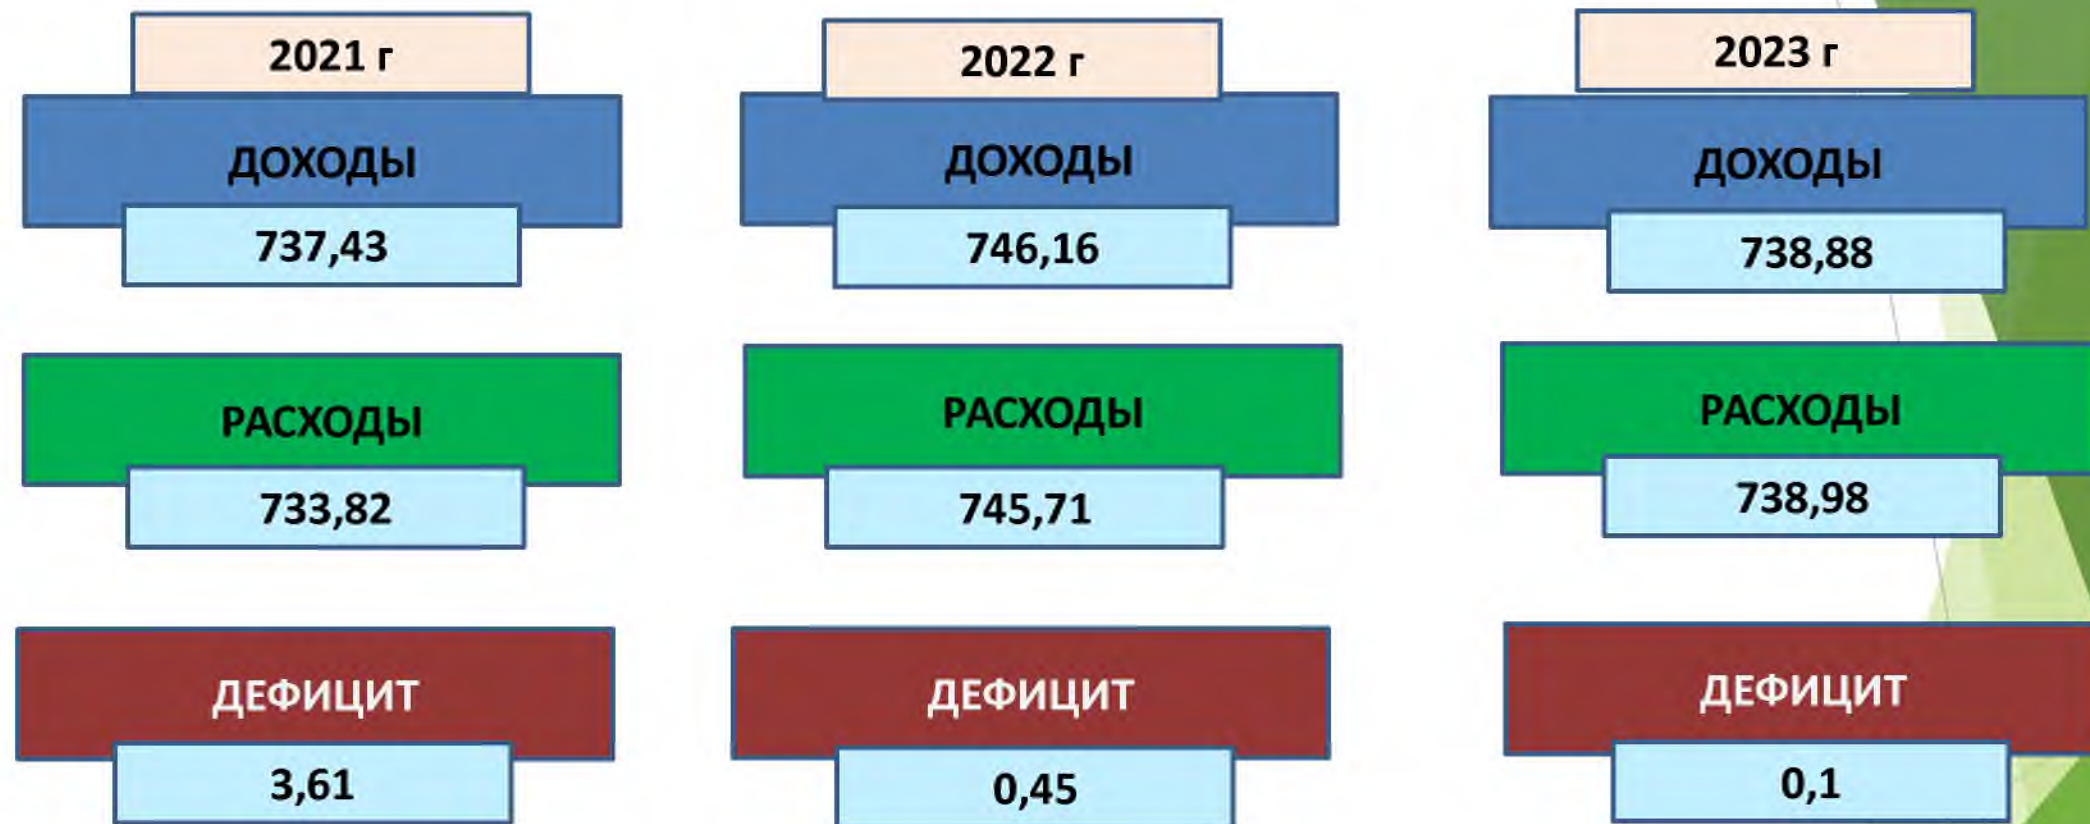 2021 г
ДОХОДЫ
737,43
РАСХОДЫ
733,82
ДЕФИЦИТ
3,61
2022 г
ДОХОДЫ
746,16
РАСХОДЫ
745,71
ДЕФИЦИТ
0,45
2023 г
ДОХОДЫ
738,88
РАСХОДЫ
738,98
ДЕФИЦИТ
0,1